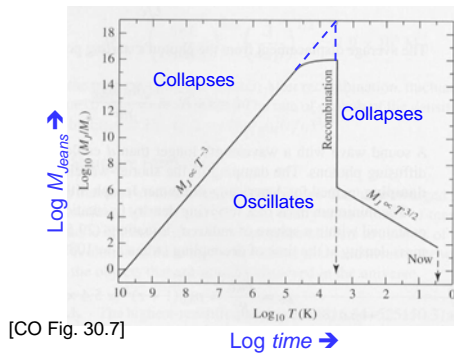 18
16
14
12
10
8
6
4
2
0
Log M_Jeans ➔
Log₁₀ (M_J/M_☉)
Collapses
Collapses
Oscillates
M_J ∝ T⁻³
Recombination
M_J ∝ T³ᐟ²
Now
10 9 8 7 6 5 4 3 2 1 0
Log₁₀ T (K)
[CO Fig. 30.7]
Log time ➔